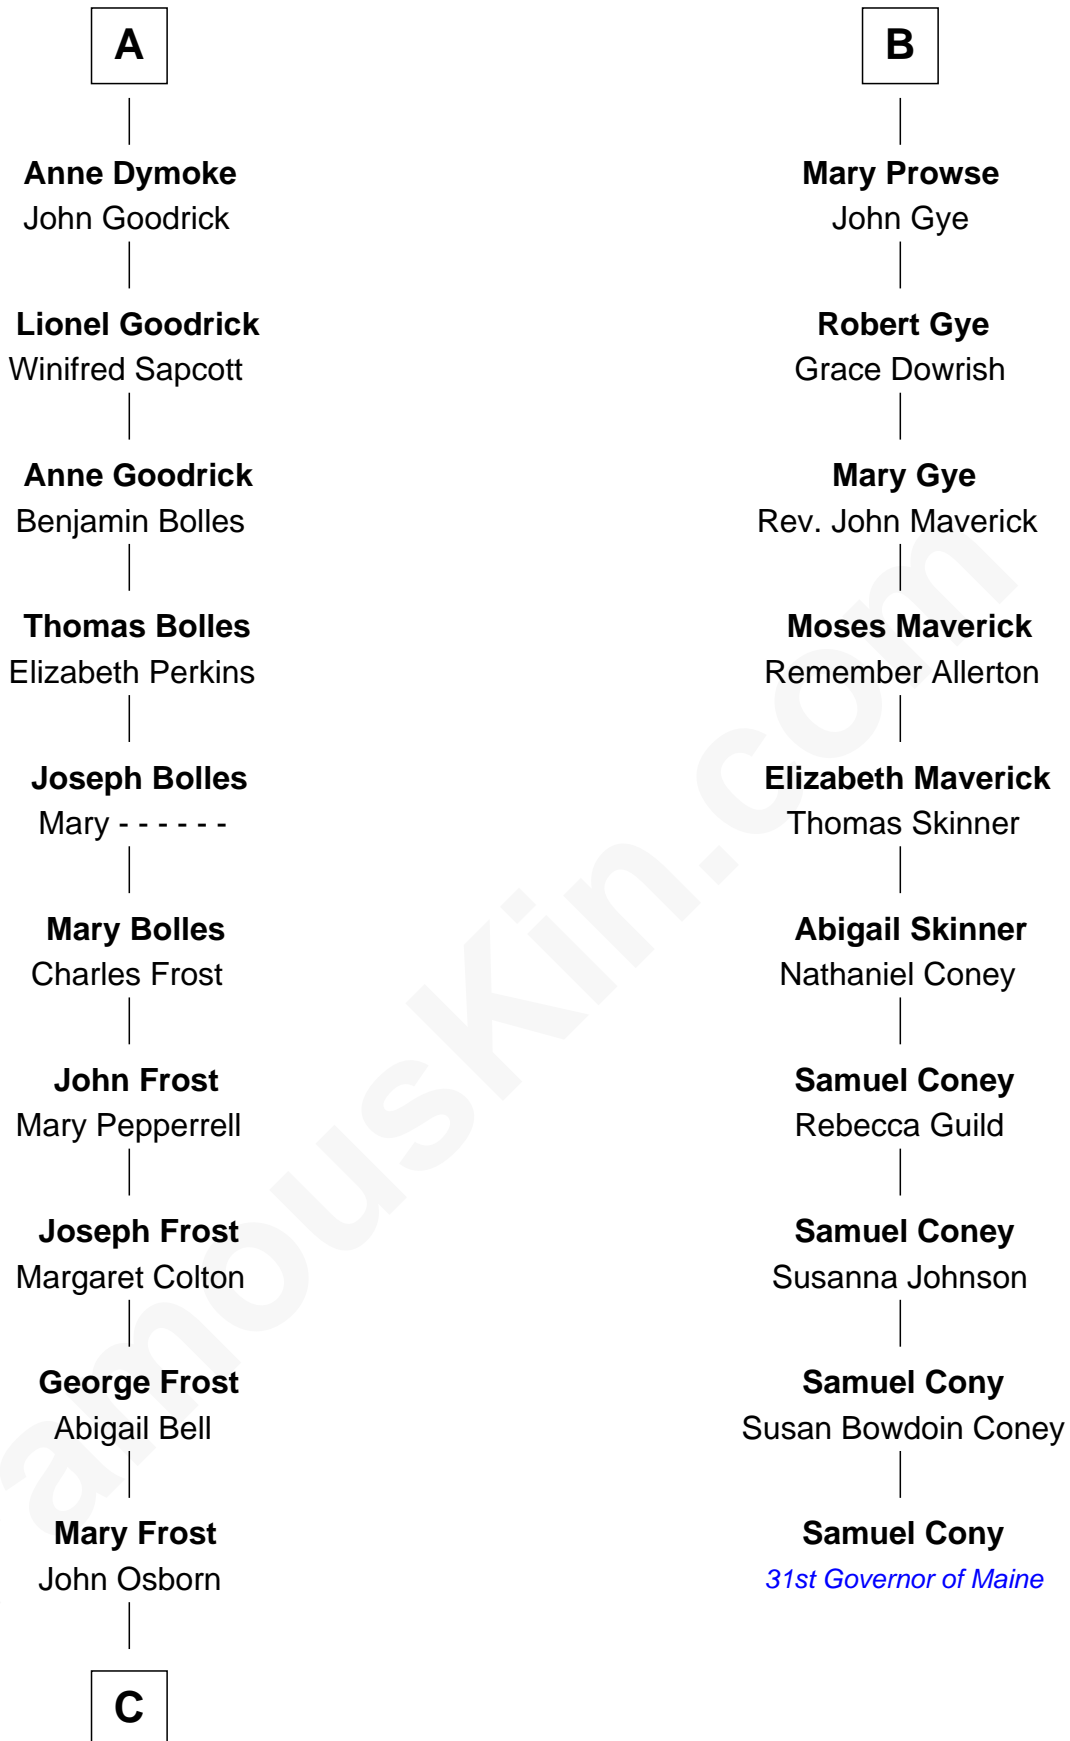 A
Anne Dymoke
John Goodrick
Lionel Goodrick
Winifred Sapcott
Anne Goodrick
Benjamin Bolles
Thomas Bolles
Elizabeth Perkins
Joseph Bolles
Mary - - - - - -
Mary Bolles
Charles Frost
John Frost
Mary Pepperrell
Joseph Frost
Margaret Colton
George Frost
Abigail Bell
Mary Frost
John Osborn
C
B
Mary Prowse
John Gye
Robert Gye
Grace Dowrish
Mary Gye
Rev. John Maverick
Moses Maverick
Remember Allerton
Elizabeth Maverick
Thomas Skinner
Abigail Skinner
Nathaniel Coney
Samuel Coney
Rebecca Guild
Samuel Coney
Susanna Johnson
Samuel Cony
Susan Bowdoin Coney
Samuel Cony
31st Governor of Maine
amousKin.com